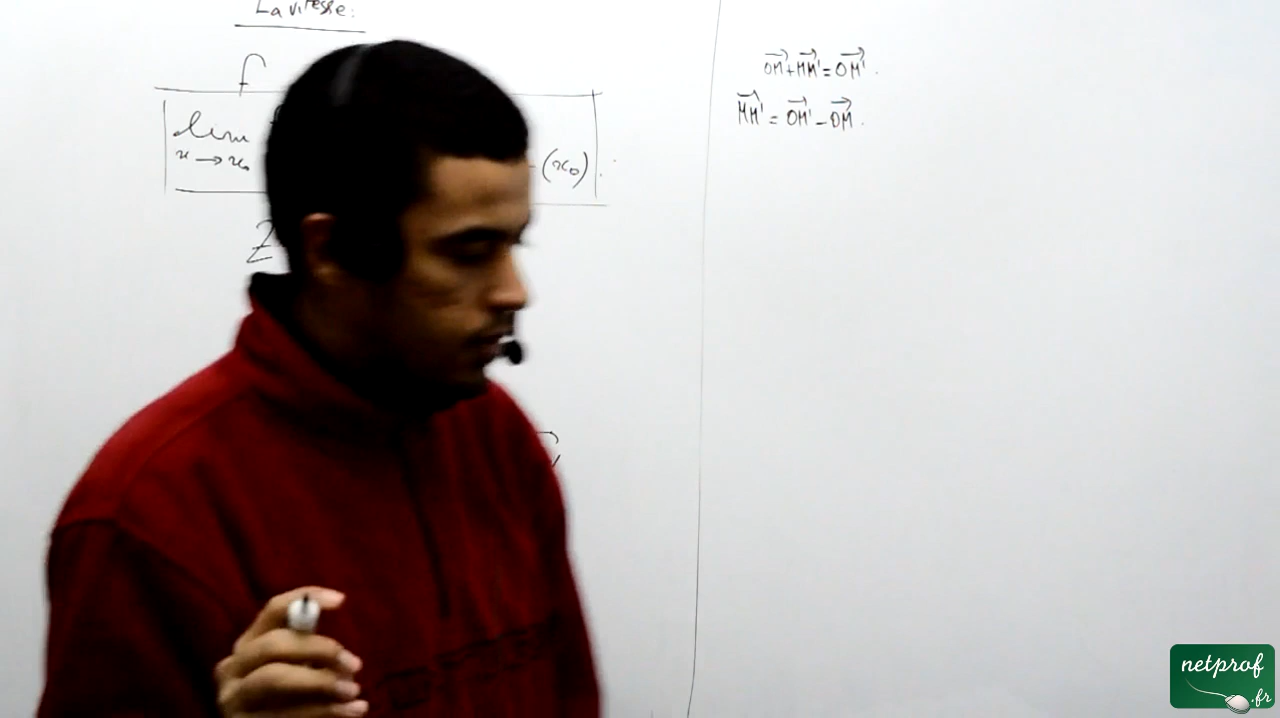 La vitesse:
f
lim
x → x₀
(x₀)
Z
OM⃗ + MM'⃗ = OM'⃗.
MM'⃗ = OM'⃗ - OM⃗.
netprof
.fr